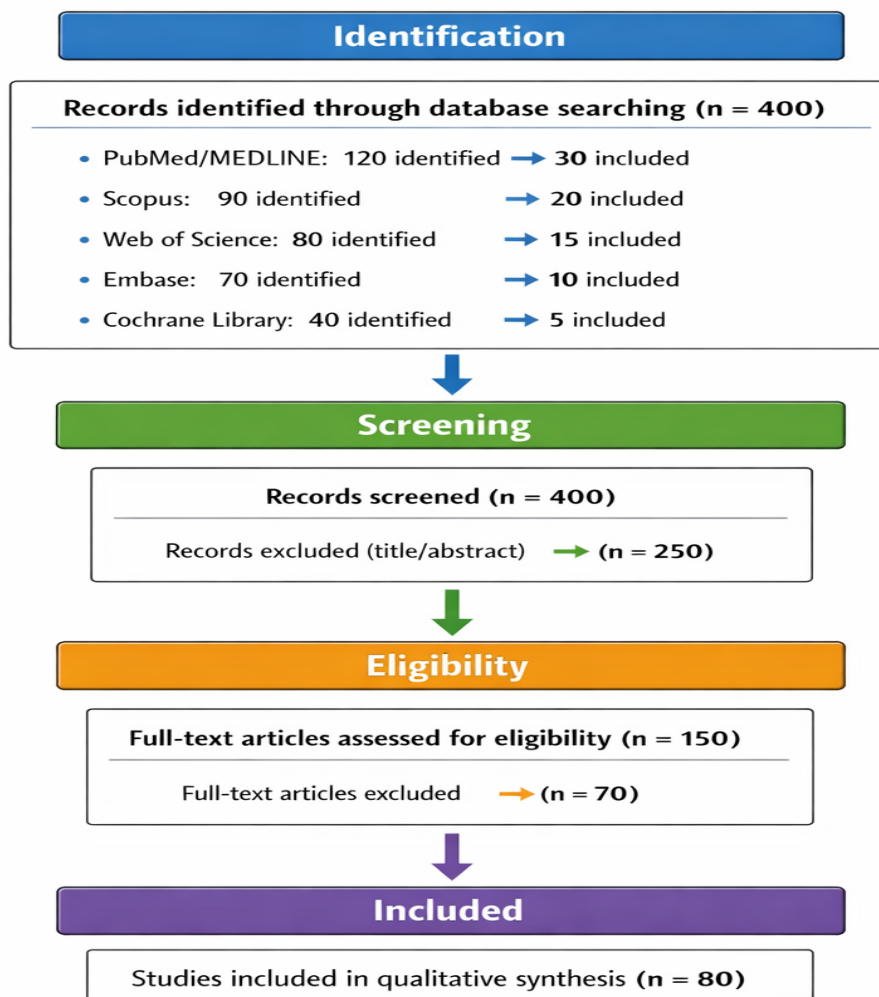 Identification
Records identified through database searching (n = 400)
• PubMed/MEDLINE: 120 identified → 30 included
• Scopus: 90 identified → 20 included
• Web of Science: 80 identified → 15 included
• Embase: 70 identified → 10 included
• Cochrane Library: 40 identified → 5 included
Screening
Records screened (n = 400)
Records excluded (title/abstract) → (n = 250)
Eligibility
Full-text articles assessed for eligibility (n = 150)
Full-text articles excluded → (n = 70)
Included
Studies included in qualitative synthesis (n = 80)